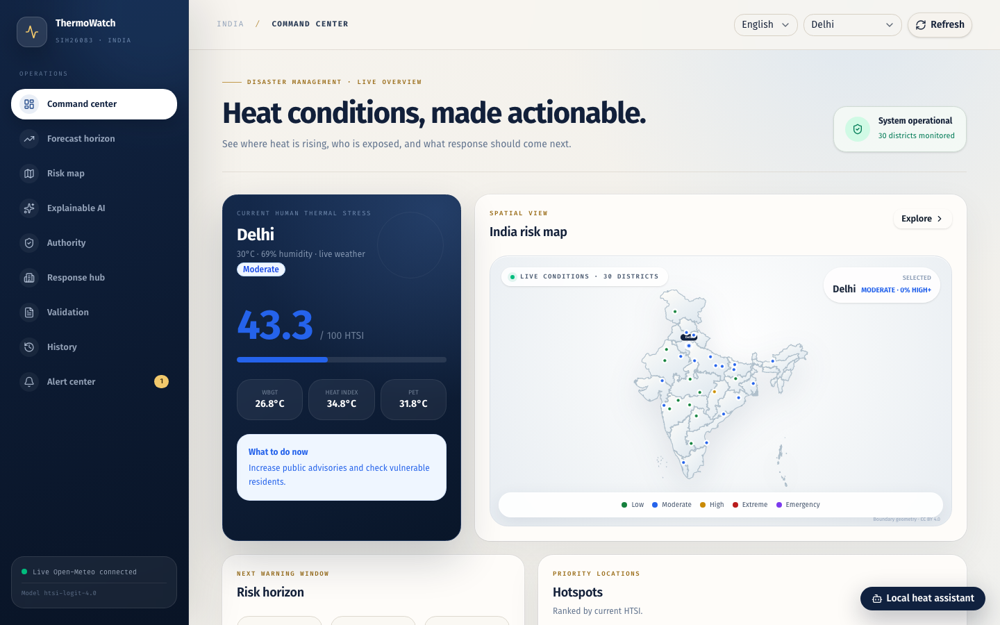 ThermoWatch
SIH26083 · INDIA
OPERATIONS
Command center
Forecast horizon
Risk map
Explainable AI
Authority
Response hub
Validation
History
Alert center
1
Live Open-Meteo connected
Model htsi-logit-4.0
INDIA / COMMAND CENTER
English
Delhi
Refresh
DISASTER MANAGEMENT · LIVE OVERVIEW
Heat conditions, made actionable.
See where heat is rising, who is exposed, and what response should come next.
System operational
30 districts monitored
CURRENT HUMAN THERMAL STRESS
Delhi
30°C · 69% humidity · live weather
Moderate
43.3 / 100 HTSI
WBGT
26.8°C
HEAT INDEX
34.8°C
PET
31.8°C
What to do now
Increase public advisories and check vulnerable
residents.
SPATIAL VIEW
India risk map
Explore
LIVE CONDITIONS · 30 DISTRICTS
SELECTED
Delhi MODERATE · 0% HIGH+
Low
Moderate
High
Extreme
Emergency
Boundary geometry · CC BY 4.0
NEXT WARNING WINDOW
Risk horizon
PRIORITY LOCATIONS
Hotspots
Ranked by current HTSI.
Local heat assistant